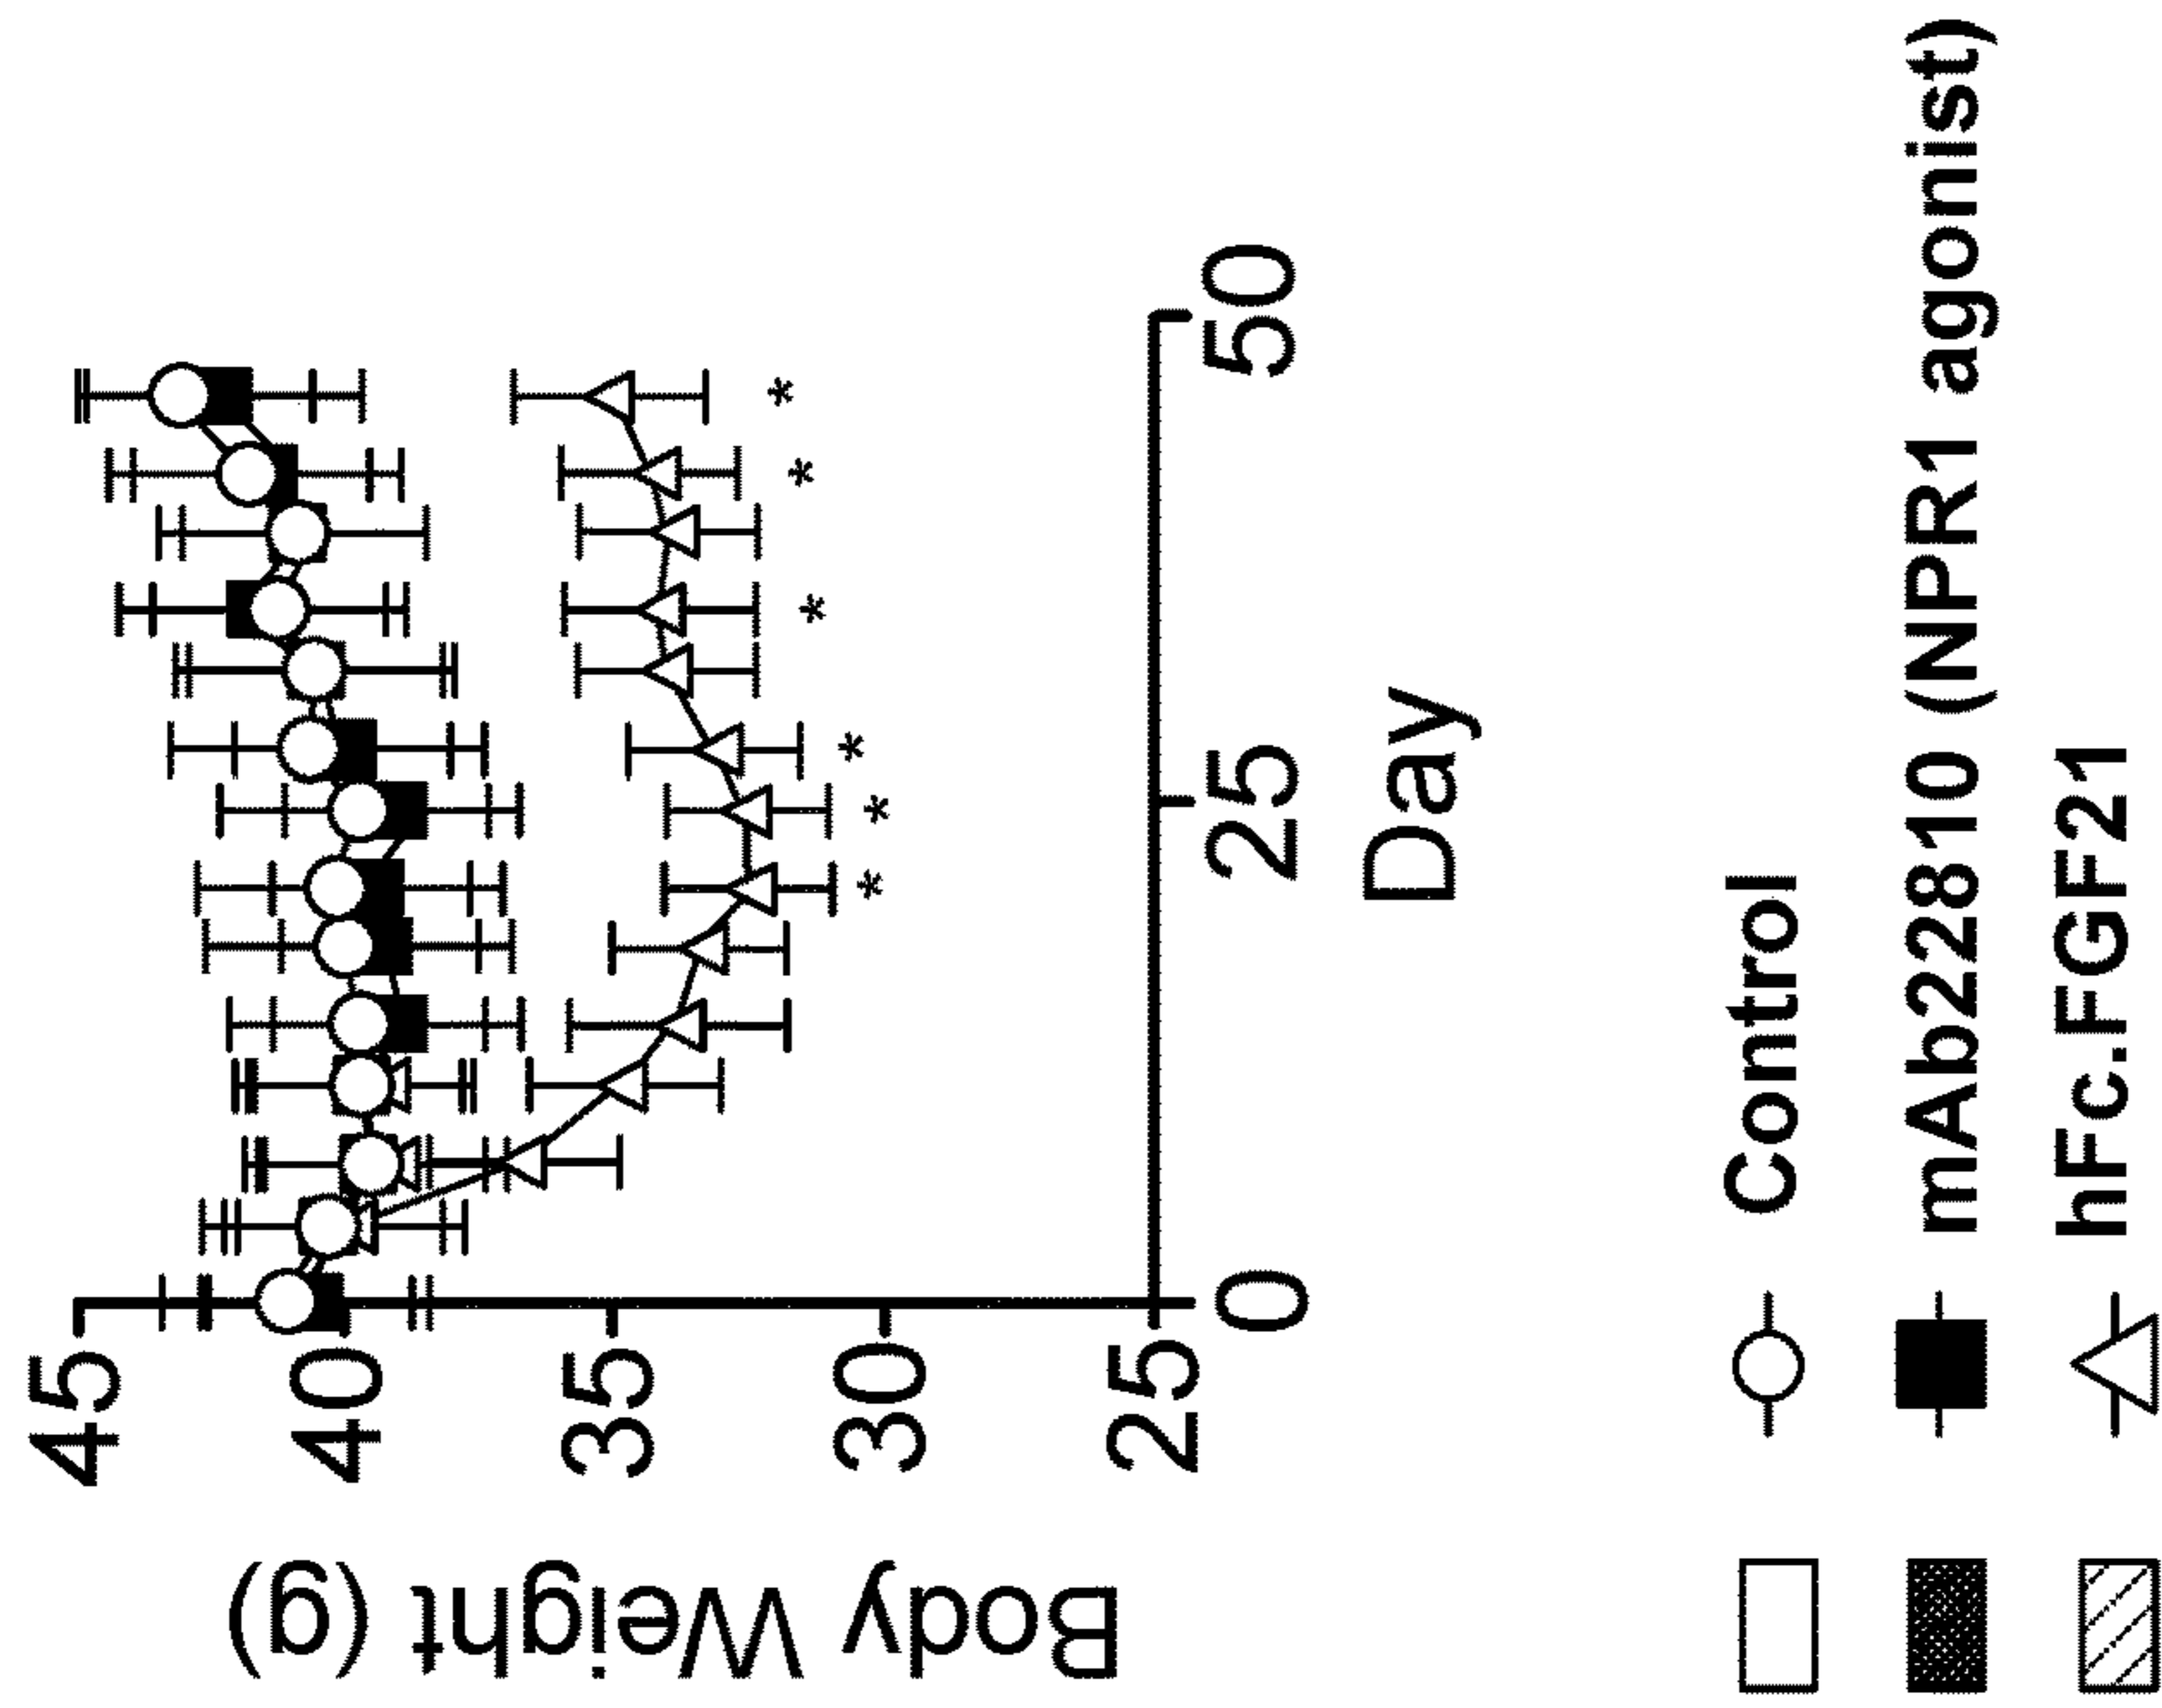 Body Weight (g)
45
40
35
30
25
0
25
50
Day
*
*
*
*
*
*
Control
mAb22810 (NPR1 agonist)
hFc.FGF21